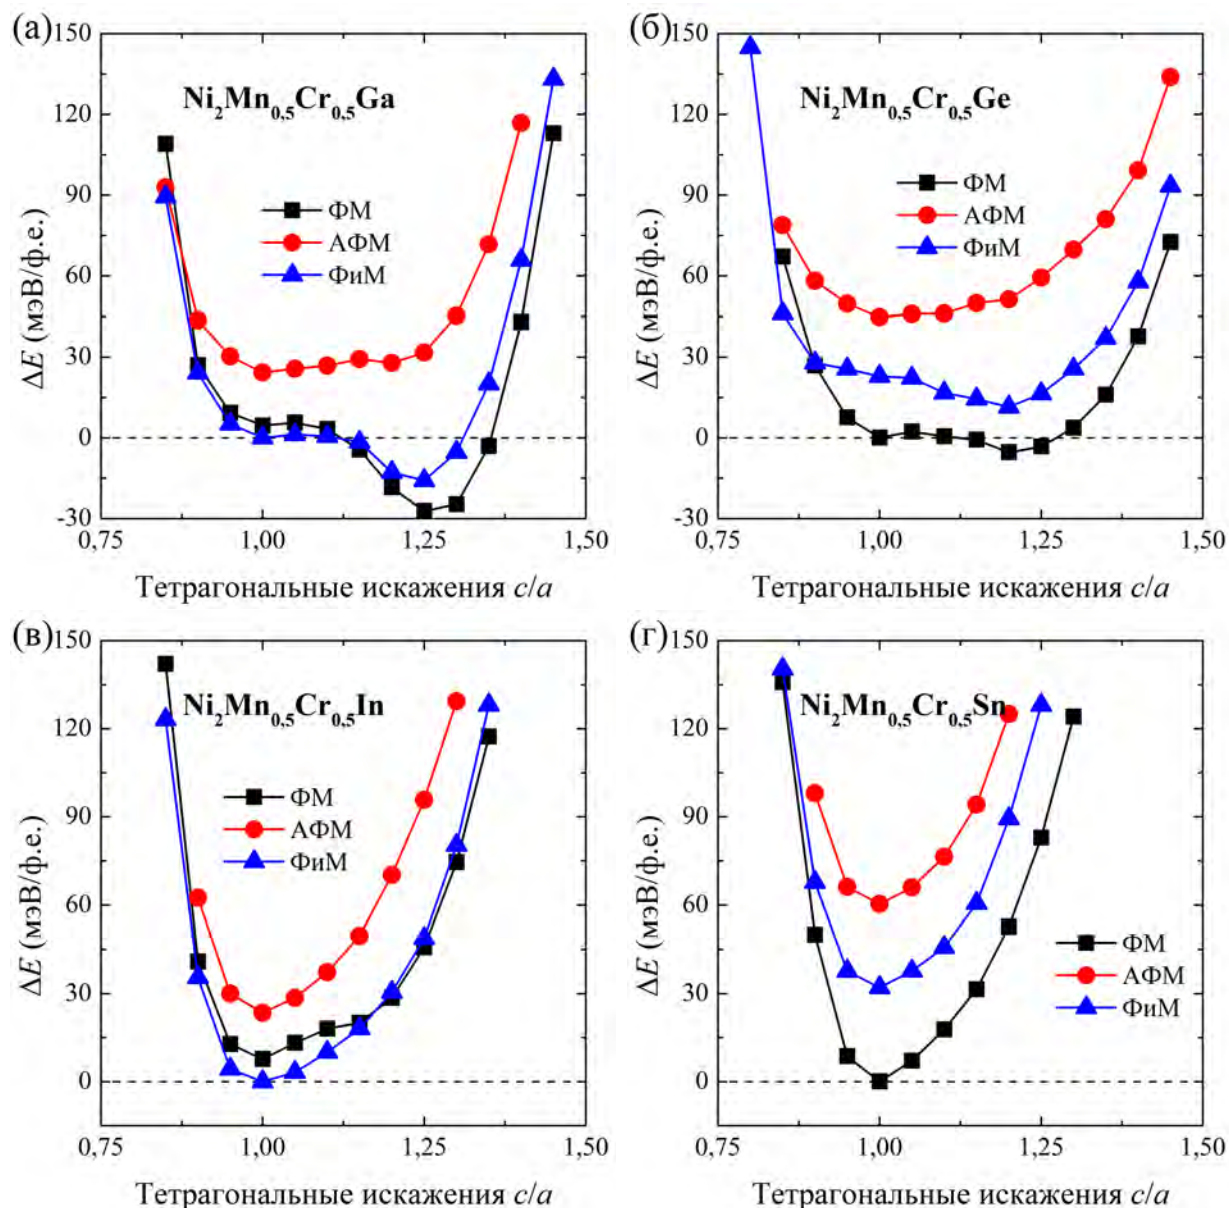 (а)
150
120
90
60
30
0
-30
ΔE (мэВ/ф.е.)
Ni₂Mn₀,₅Cr₀,₅Ga
ФМ
АФМ
ФиМ
0,75 1,00 1,25 1,50
Тетрагональные искажения c/a
(б)
150
120
90
60
30
0
-30
ΔE (мэВ/ф.е.)
Ni₂Mn₀,₅Cr₀,₅Ge
ФМ
АФМ
ФиМ
0,75 1,00 1,25 1,50
Тетрагональные искажения c/a
(в)
150
120
90
60
30
0
ΔE (мэВ/ф.е.)
Ni₂Mn₀,₅Cr₀,₅In
ФМ
АФМ
ФиМ
0,75 1,00 1,25 1,50
Тетрагональные искажения c/a
(г)
150
120
90
60
30
0
ΔE (мэВ/ф.е.)
Ni₂Mn₀,₅Cr₀,₅Sn
ФМ
АФМ
ФиМ
0,75 1,00 1,25 1,50
Тетрагональные искажения c/a